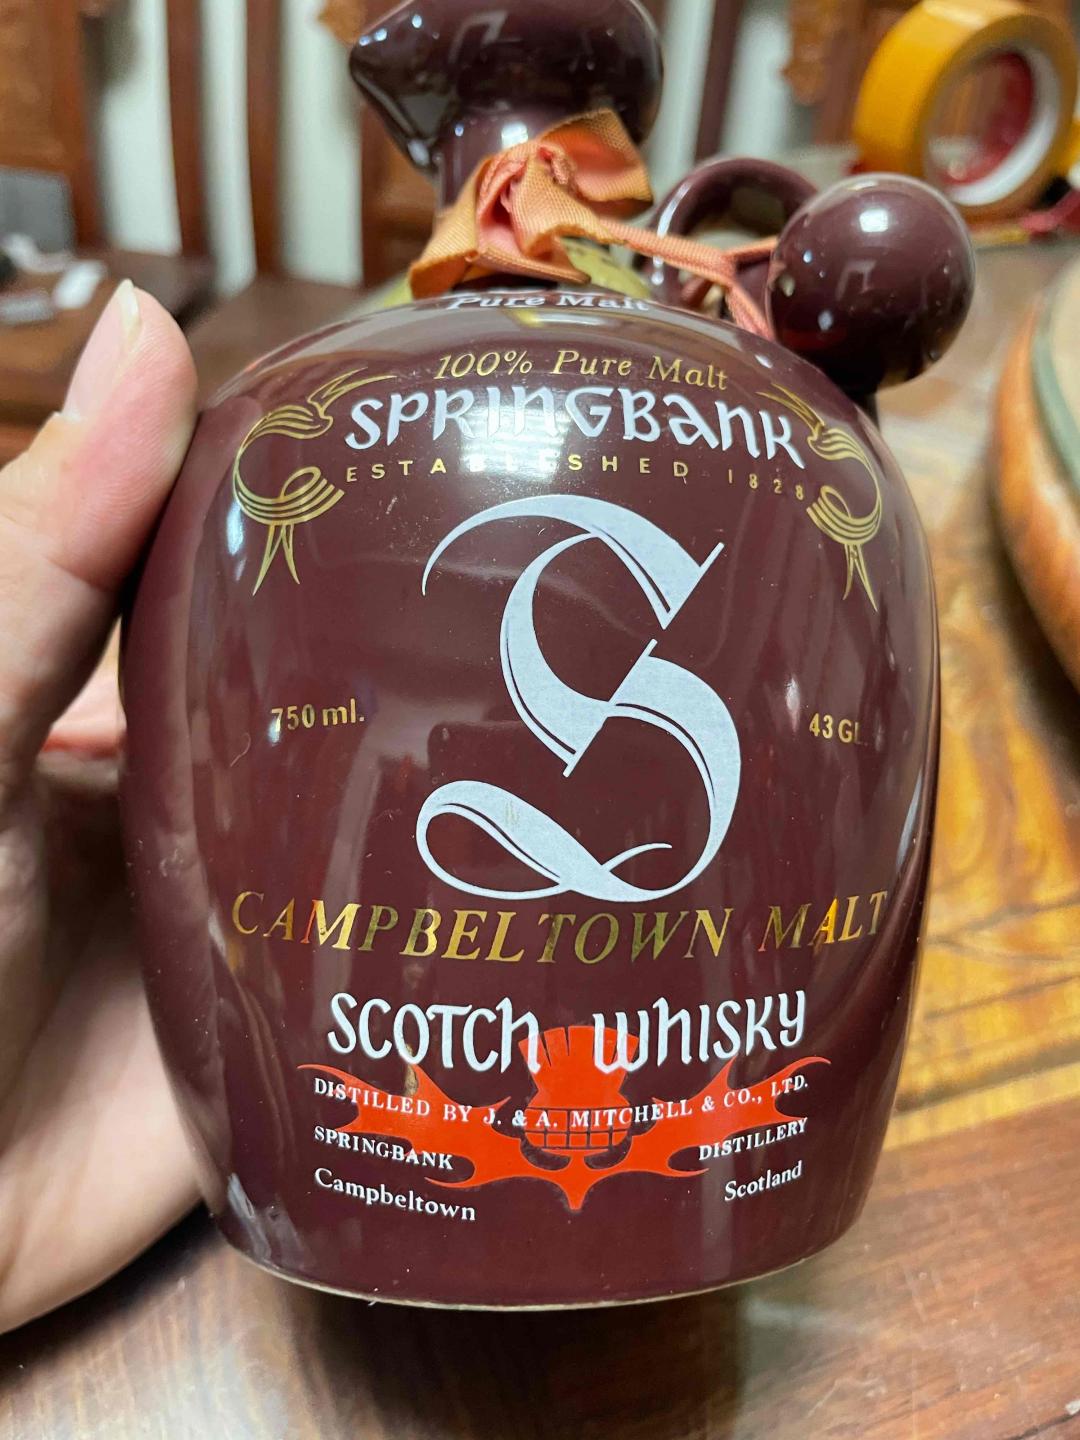 Pure Malt
100% Pure Malt
SPRINGBANK
ESTABLISHED 1828
S
750 ml. 43 GL.
CAMPBELTOWN MALT
SCOTCH WHISKY
DISTILLED BY J. & A. MITCHELL & CO., LTD.
SPRINGBANK DISTILLERY
Campbeltown Scotland